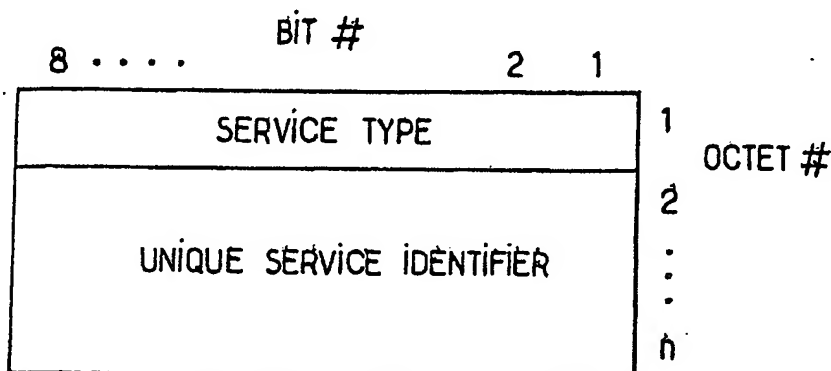 BIT #
8 . . . . 2 1
SERVICE TYPE 1
OCTET #
2
UNIQUE SERVICE IDENTIFIER
:
n